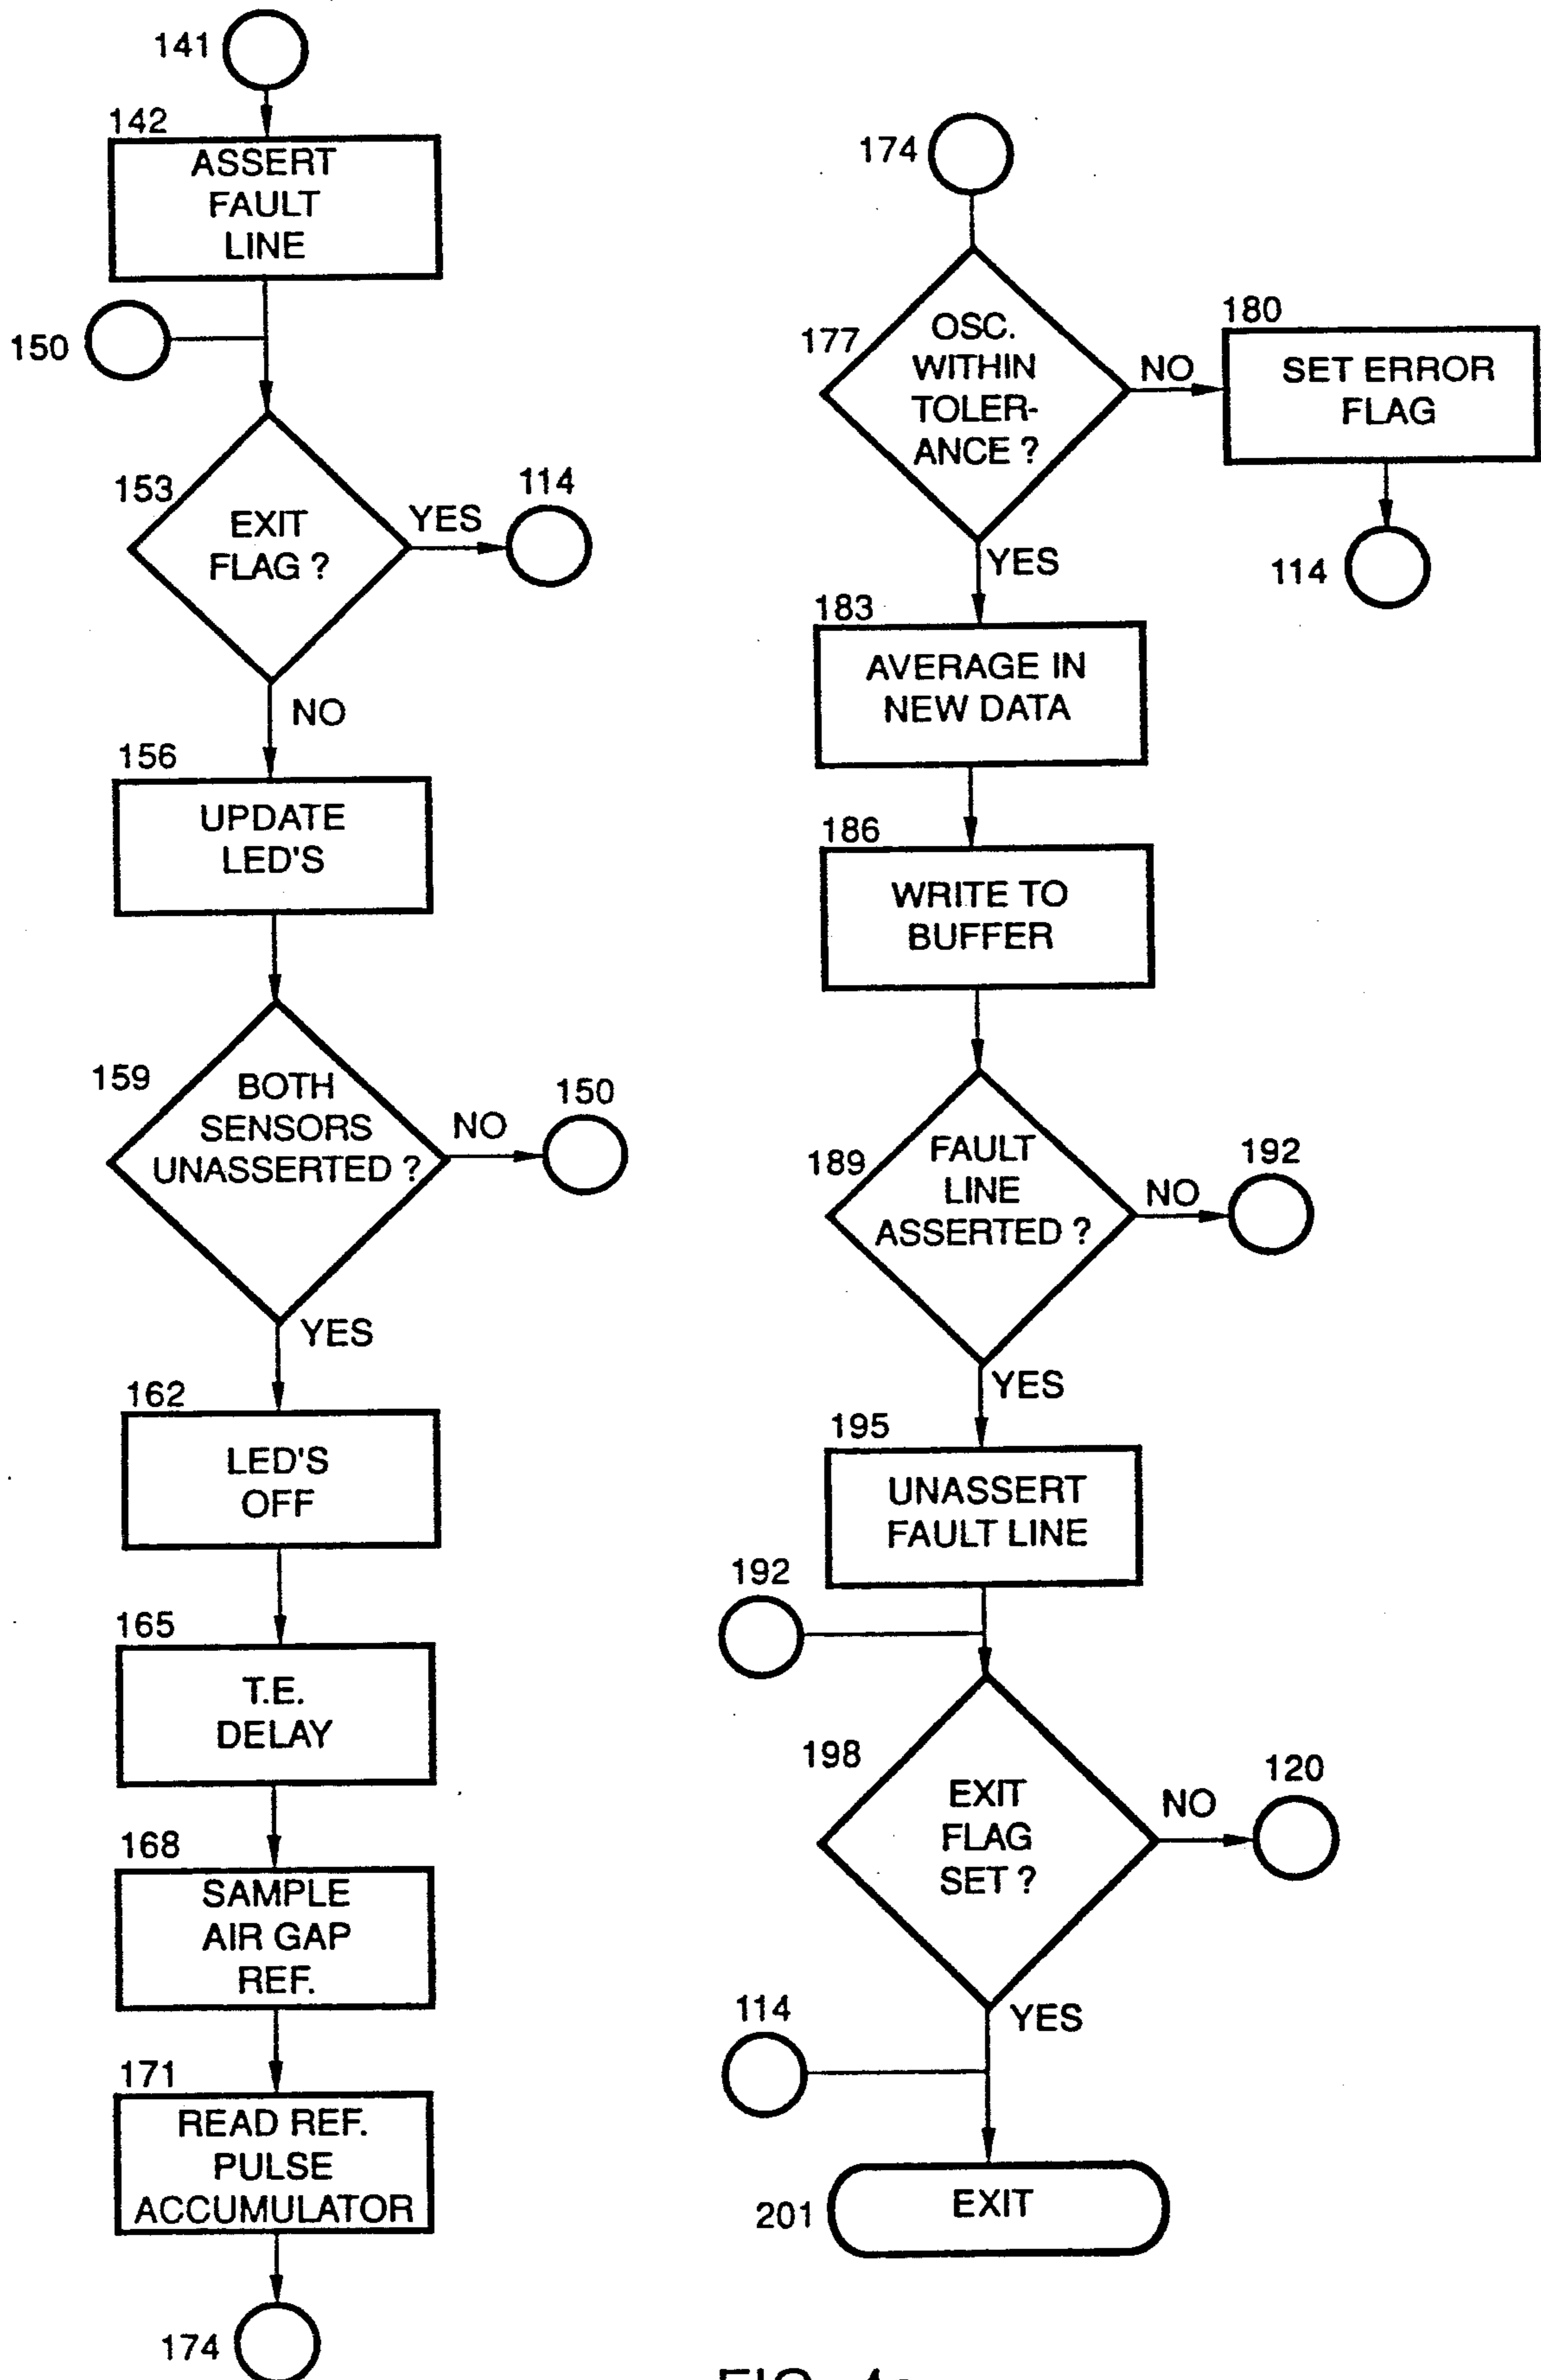 141
142
ASSERT
FAULT
LINE
150
153
EXIT
FLAG ?
YES
114
NO
156
UPDATE
LED'S
159
BOTH
SENSORS
UNASSERTED ?
NO
150
YES
162
LED'S
OFF
165
T.E.
DELAY
168
SAMPLE
AIR GAP
REF.
171
READ REF.
PULSE
ACCUMULATOR
174
174
177
OSC.
WITHIN
TOLER-
ANCE ?
NO
180
SET ERROR
FLAG
114
YES
183
AVERAGE IN
NEW DATA
186
WRITE TO
BUFFER
189
FAULT
LINE
ASSERTED ?
NO
192
YES
195
UNASSERT
FAULT LINE
192
198
EXIT
FLAG
SET ?
NO
120
YES
114
201
EXIT